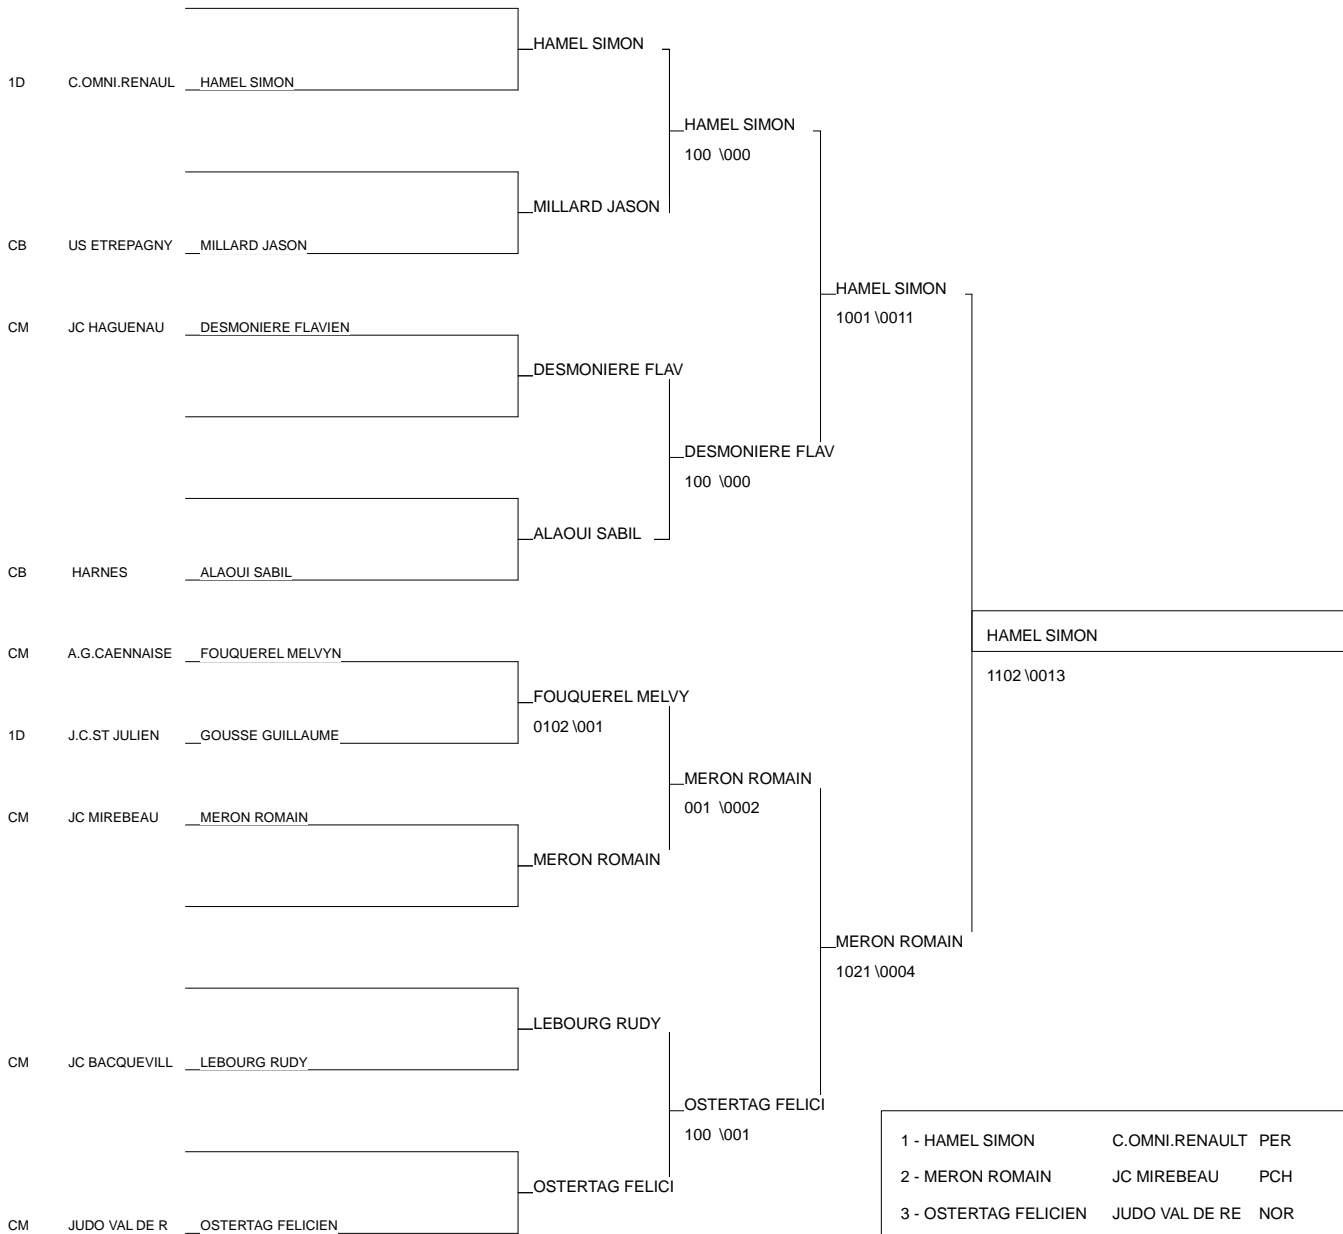 HAMEL SIMON
1D C.OMNI.RENAUL HAMEL SIMON
HAMEL SIMON
100 \000
MILLARD JASON
CB US ETREPAGNY MILLARD JASON
HAMEL SIMON
1001 \0011
CM JC HAGUENAU DESMONIERE FLAVIEN
DESMONIERE FLAV
DESMONIERE FLAV
100 \000
ALAOUI SABIL
CB HARNES ALAOUI SABIL
HAMEL SIMON
1102 \0013
CM A.G.CAENNAISE FOUQUEREL MELVYN
FOUQUEREL MELVY
0102 \001
1D J.C.ST JULIEN GOUSSE GUILLAUME
MERON ROMAIN
001 \0002
CM JC MIREBEAU MERON ROMAIN
MERON ROMAIN
MERON ROMAIN
1021 \0004
LEBOURG RUDY
CM JC BACQUEVILL LEBOURG RUDY
OSTERTAG FELICI
100 \001
OSTERTAG FELICI
CM JUDO VAL DE R OSTERTAG FELICIEN
1 - HAMEL SIMON C.OMNI.RENAULT PER
2 - MERON ROMAIN JC MIREBEAU PCH
3 - OSTERTAG FELICIEN JUDO VAL DE RE NOR